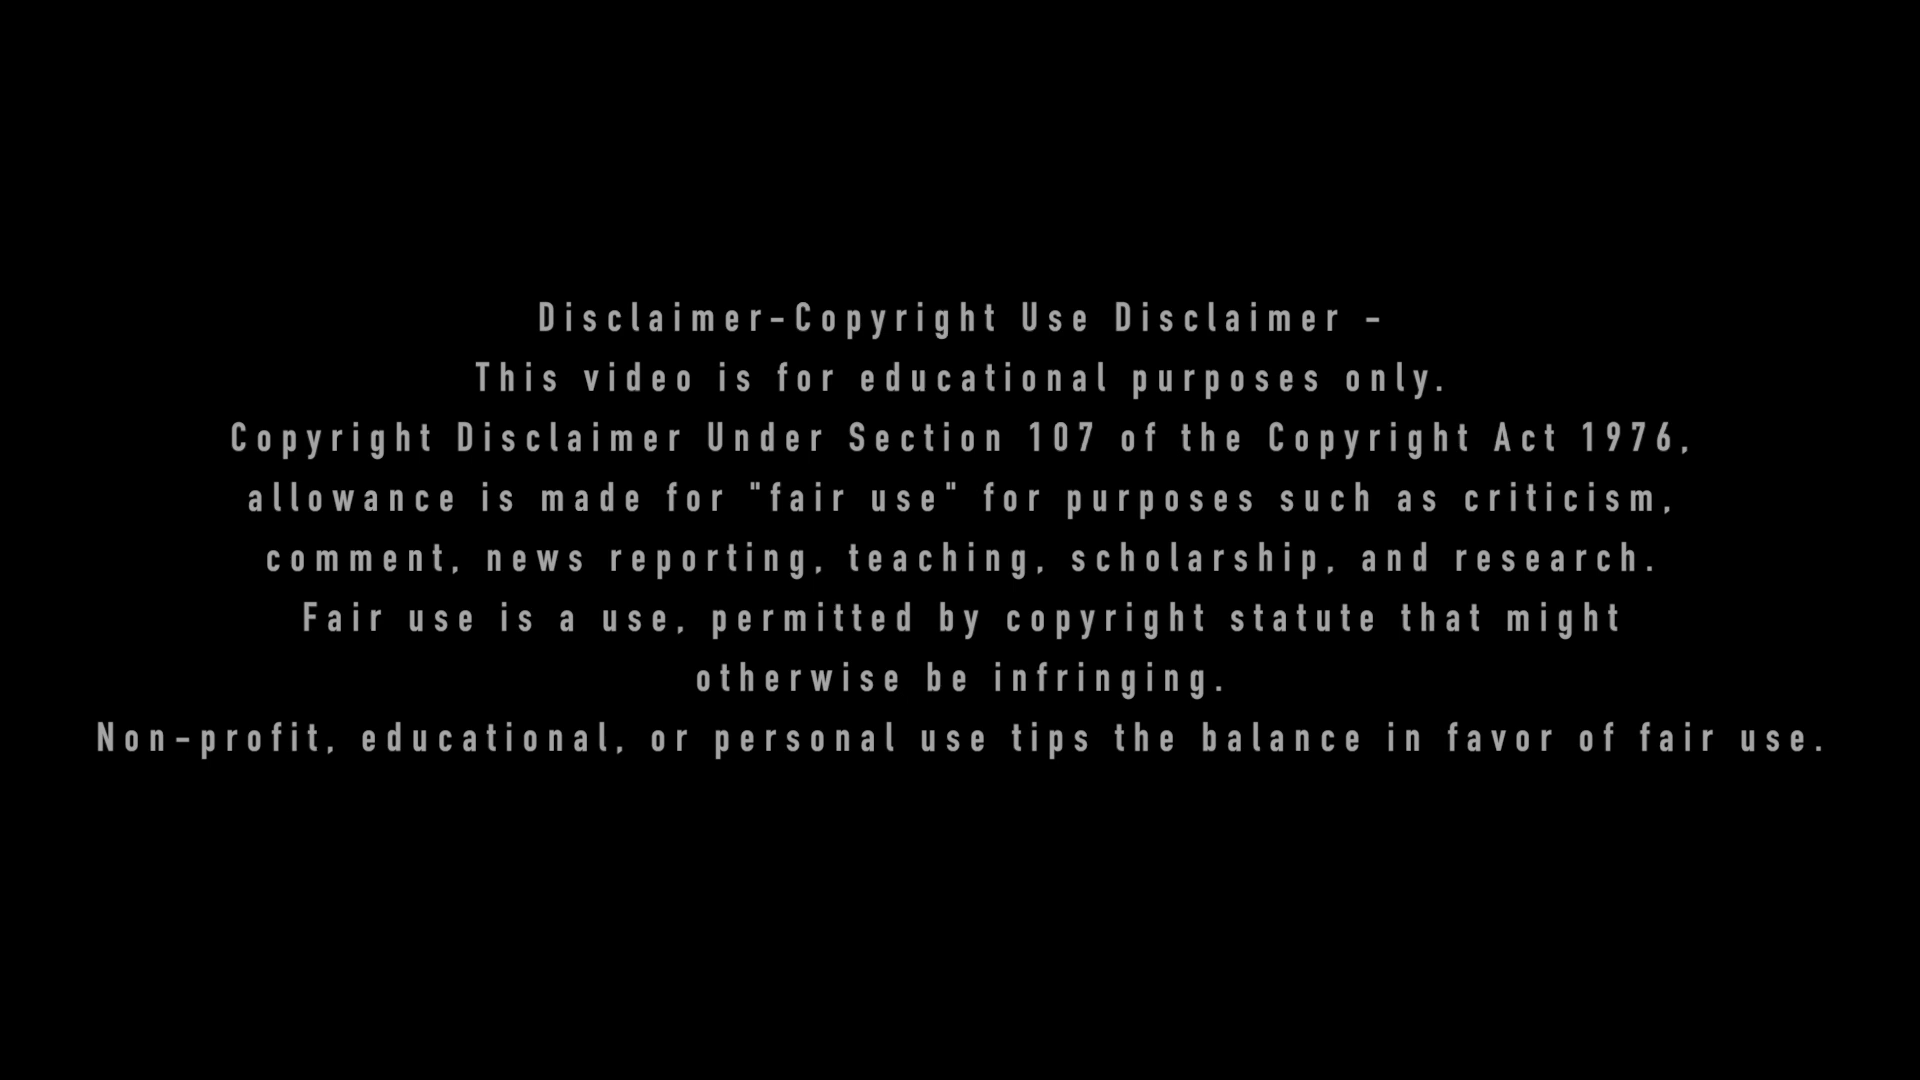 Disclaimer-Copyright Use Disclaimer -
This video is for educational purposes only.
Copyright Disclaimer Under Section 107 of the Copyright Act 1976,
allowance is made for "fair use" for purposes such as criticism,
comment, news reporting, teaching, scholarship, and research.
Fair use is a use, permitted by copyright statute that might
otherwise be infringing.
Non-profit, educational, or personal use tips the balance in favor of fair use.